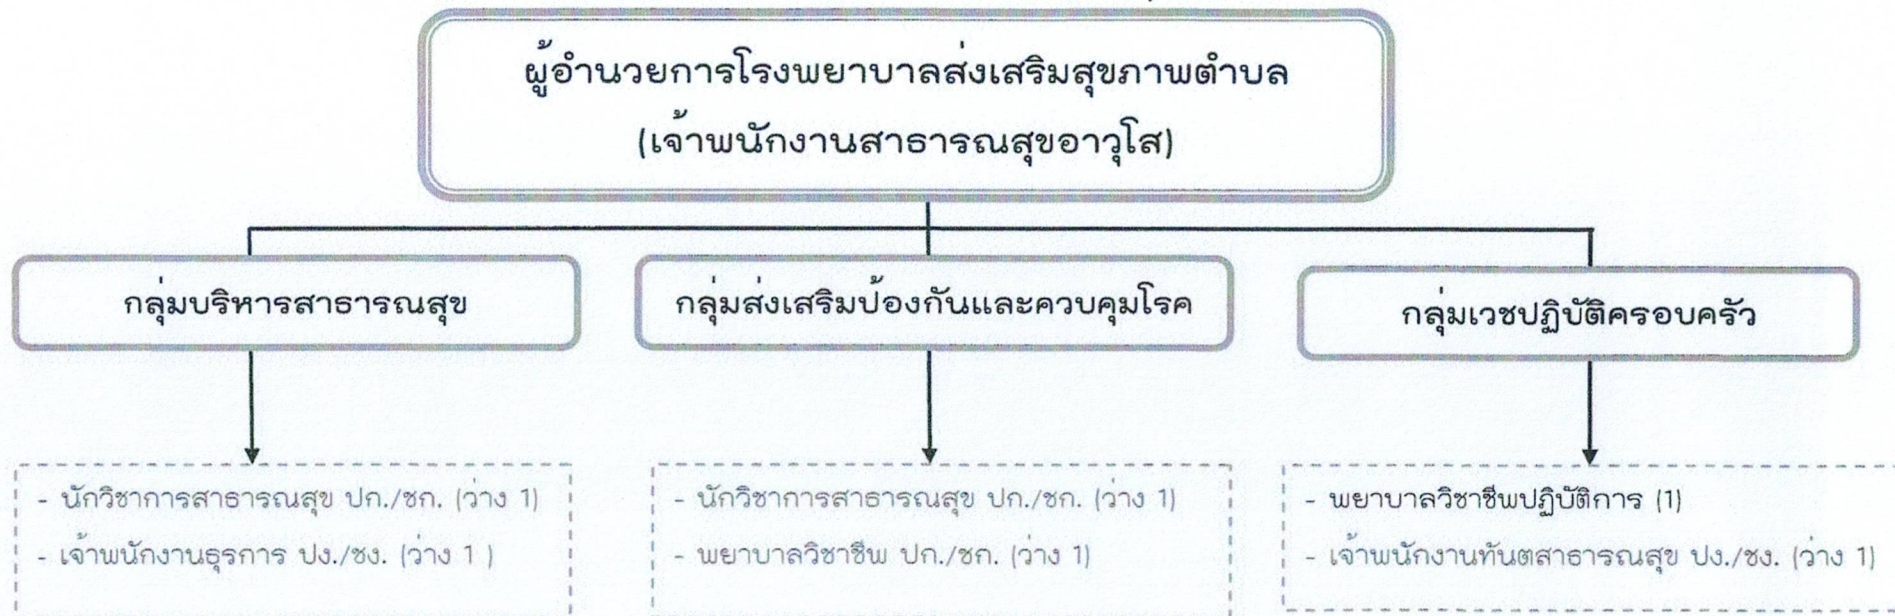 ผู้อำนวยการโรงพยาบาลส่งเสริมสุขภาพตำบล
(เจ้าพนักงานสาธารณสุขอาวุโส)
กลุ่มบริหารสาธารณสุข
กลุ่มส่งเสริมป้องกันและควบคุมโรค
กลุ่มเวชปฏิบัติครอบครัว
- นักวิชาการสาธารณสุข ปก./ชก. (ว่าง 1)
- เจ้าพนักงานธุรการ ปง./ชง. (ว่าง 1 )
- นักวิชาการสาธารณสุข ปก./ชก. (ว่าง 1)
- พยาบาลวิชาชีพ ปก./ชก. (ว่าง 1)
- พยาบาลวิชาชีพปฏิบัติการ (1)
- เจ้าพนักงานทันตสาธารณสุข ปง./ชง. (ว่าง 1)